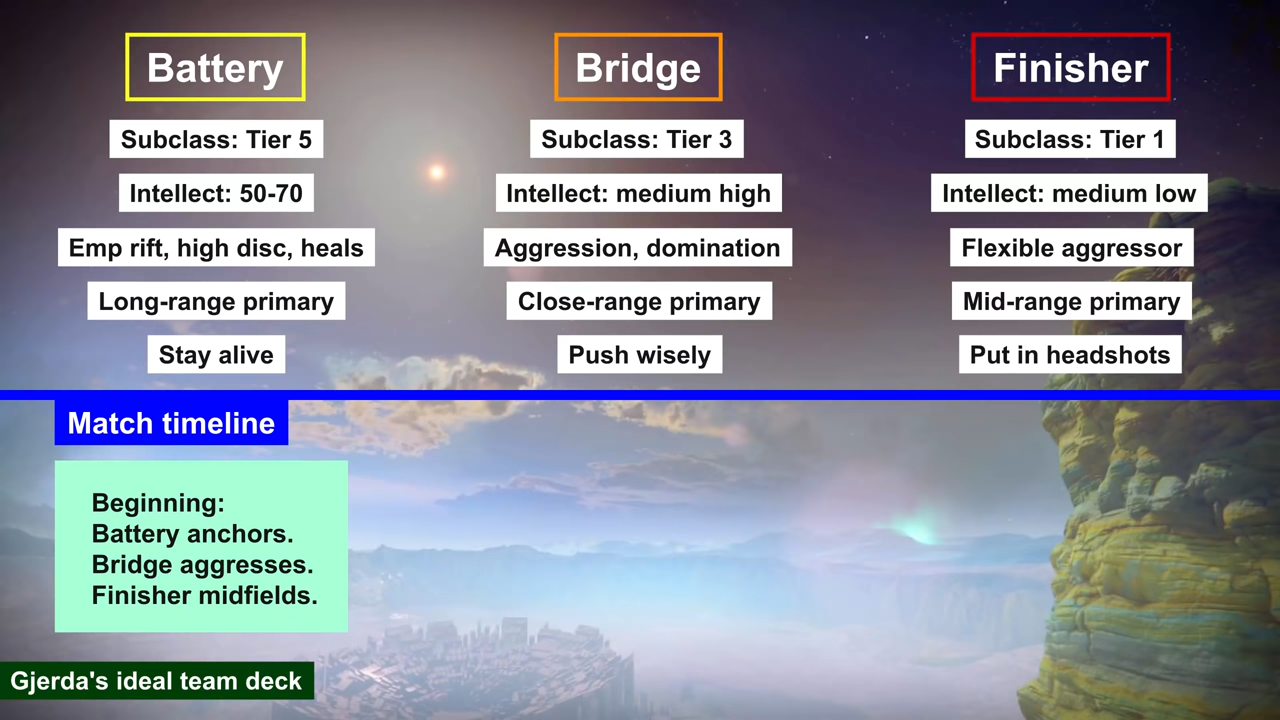 Battery
Subclass: Tier 5
Intellect: 50-70
Emp rift, high disc, heals
Long-range primary
Stay alive
Bridge
Subclass: Tier 3
Intellect: medium high
Aggression, domination
Close-range primary
Push wisely
Finisher
Subclass: Tier 1
Intellect: medium low
Flexible aggressor
Mid-range primary
Put in headshots
Match timeline
Beginning:
Battery anchors.
Bridge aggresses.
Finisher midfields.
Gjerda's ideal team deck